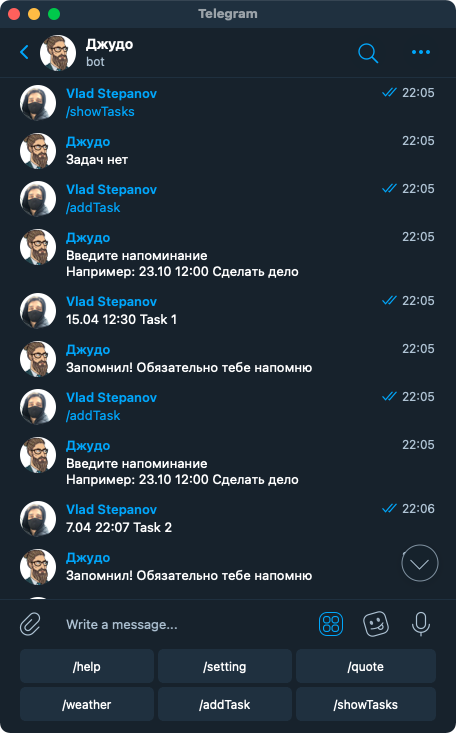 Telegram
Джудо
bot
Vlad Stepanov 22:05
/showTasks
Джудо 22:05
Задач нет
Vlad Stepanov 22:05
/addTask
Джудо 22:05
Введите напоминание
Например: 23.10 12:00 Сделать дело
Vlad Stepanov 22:05
15.04 12:30 Task 1
Джудо 22:05
Запомнил! Обязательно тебе напомню
Vlad Stepanov 22:05
/addTask
Джудо 22:05
Введите напоминание
Например: 23.10 12:00 Сделать дело
Vlad Stepanov 22:06
7.04 22:07 Task 2
Джудо
Запомнил! Обязательно тебе напомню
Write a message...
/help /setting /quote
/weather /addTask /showTasks